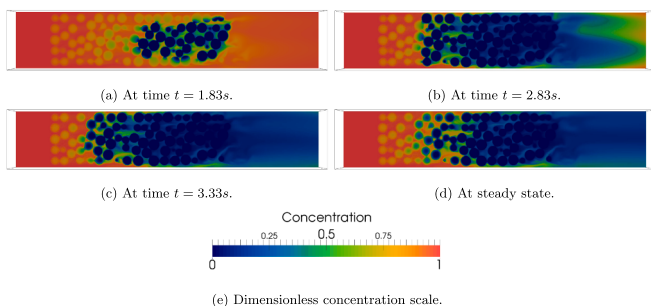 (a) At time t = 1.83s.
(b) At time t = 2.83s.
(c) At time t = 3.33s.
(d) At steady state.
Concentration
0.25 0.5 0.75
0 1
(e) Dimensionless concentration scale.